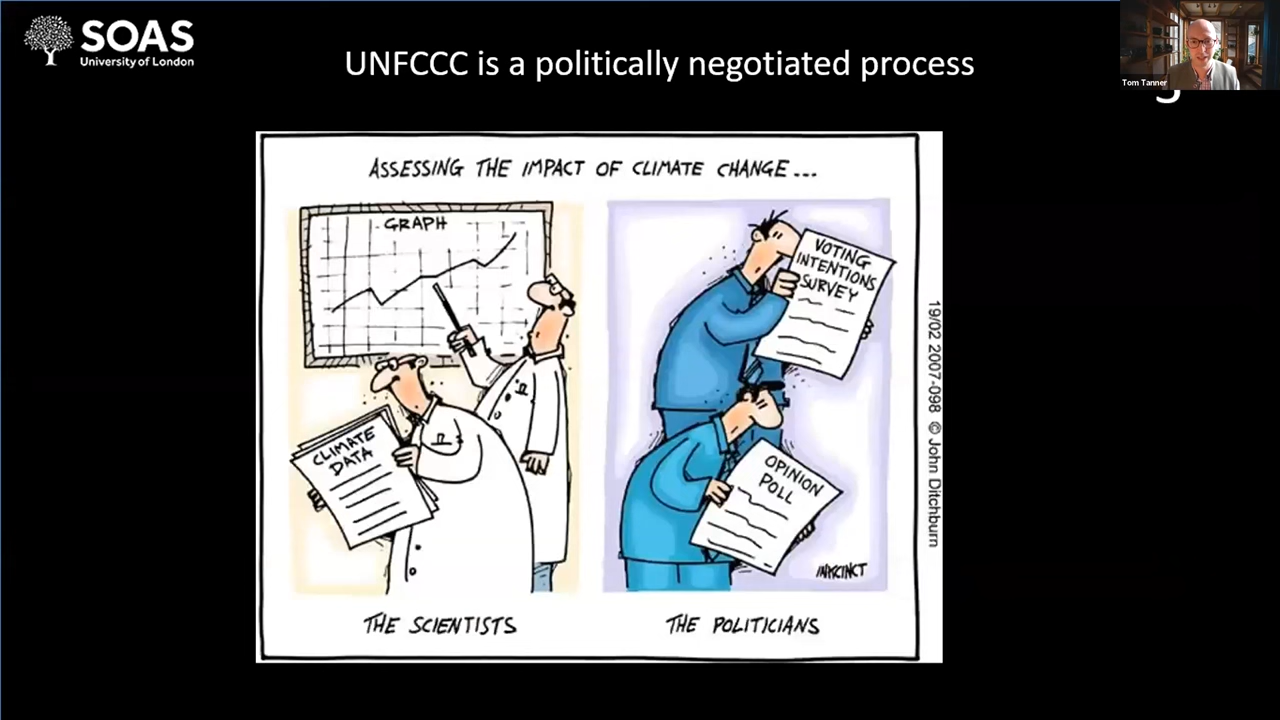 SOAS
University of London
UNFCCC is a politically negotiated process
Tom Tanner
ASSESSING THE IMPACT OF CLIMATE CHANGE...
GRAPH
CLIMATE
DATA
VOTING
INTENTIONS
SURVEY
OPINION
POLL
INKCINCT
THE SCIENTISTS
THE POLITICIANS
19/02 2007-098 © John Ditchburn